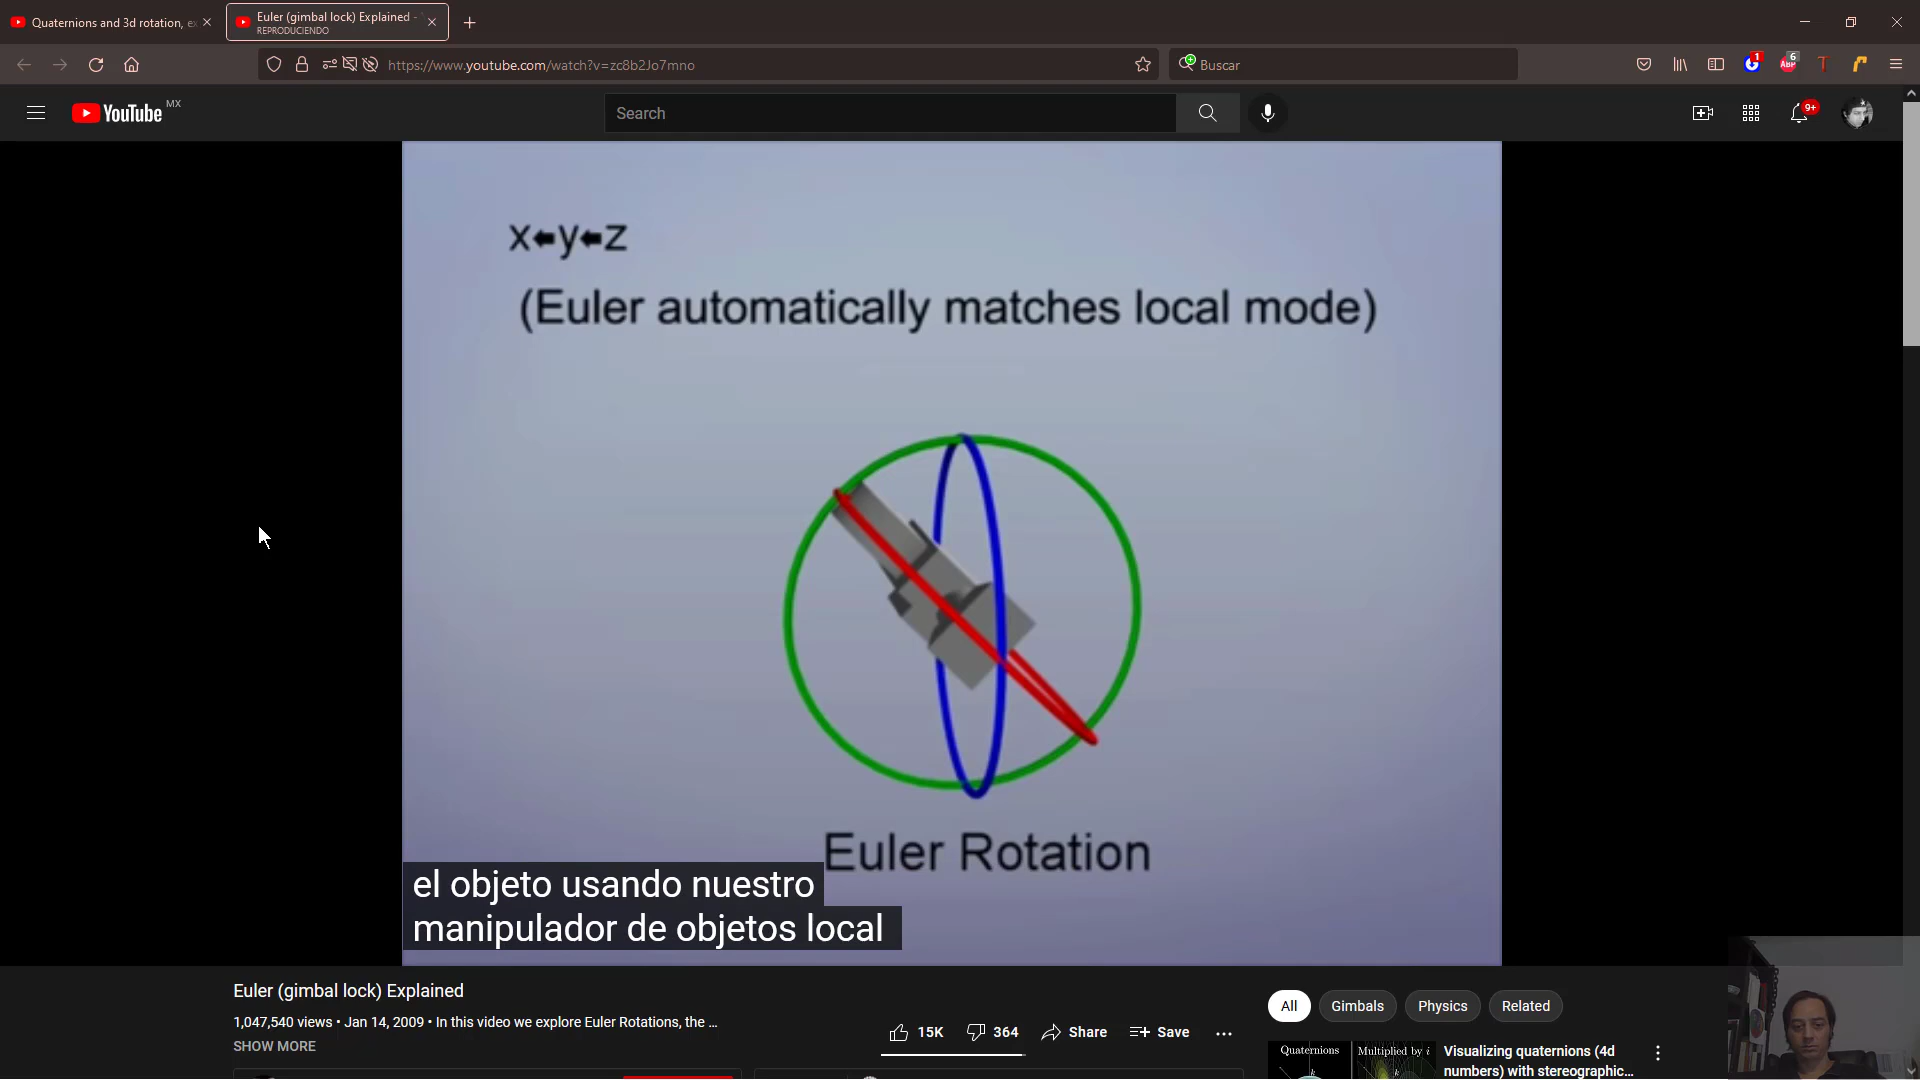 Quaternions and 3d rotation, e
Euler (gimbal lock) Explained -
REPRODUCIENDO
https://www.youtube.com/watch?v=zc8b2Jo7mno
Buscar
1
ABP
6
YouTube MX
Search
9+
x←y←z
(Euler automatically matches local mode)
Euler Rotation
el objeto usando nuestro
manipulador de objetos local
Euler (gimbal lock) Explained
1,047,540 views • Jan 14, 2009 • In this video we explore Euler Rotations, the ...
15K
364
Share
Save
SHOW MORE
All
Gimbals
Physics
Related
Quaternions
Multiplied by i
Visualizing quaternions (4d
numbers) with stereographic...